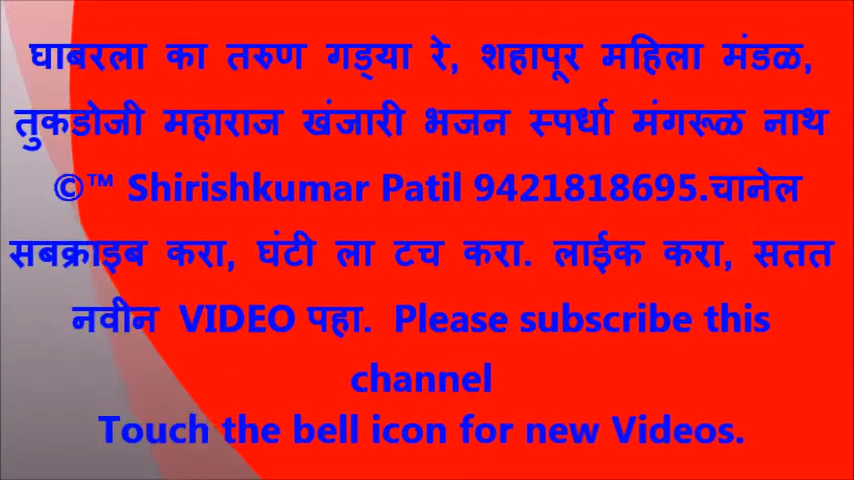 घाबरला का तरुण गड्या रे, शहापूर महिला मंडळ,
तुकडोजी महाराज खंजारी भजन स्पर्धा मंगरूळ नाथ
©™ Shirishkumar Patil 9421818695.चानेल
सबक्राइब करा, घंटी ला टच करा. लाईक करा, सतत
नवीन VIDEO पहा. Please subscribe this
channel
Touch the bell icon for new Videos.